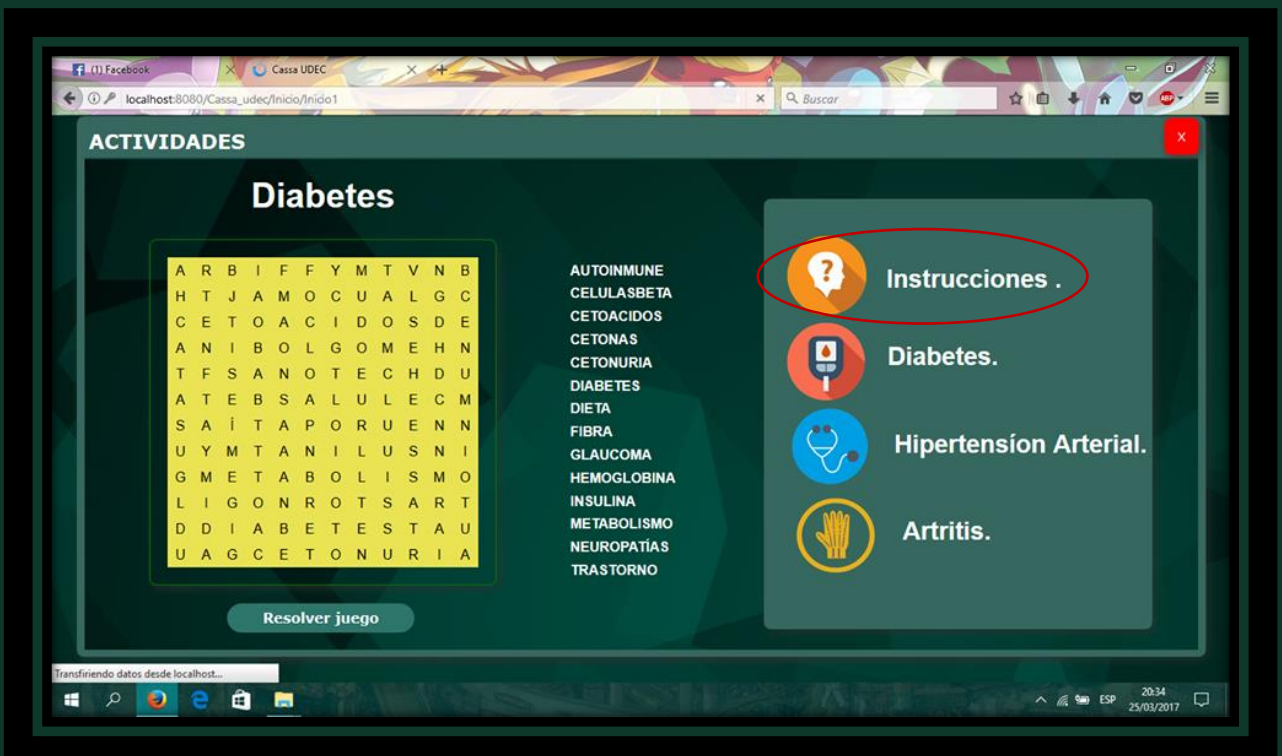 (1) Facebook
Cassa UDEC
localhost:8080/Cassa_udec/Inicio/Inido1
Buscar
ABP
ACTIVIDADES
X
Diabetes
A R B I F F Y M T V N B
H T J A M O C U A L G C
C E T O A C I D O S D E
A N I B O L G O M E H N
T F S A N O T E C H D U
A T E B S A L U L E C M
S A Í T A P O R U E N N
U Y M T A N I L U S N I
G M E T A B O L I S M O
L I G O N R O T S A R T
D D I A B E T E S T A U
U A G C E T O N U R I A
Resolver juego
AUTOINMUNE
CELULASBETA
CETOACIDOS
CETONAS
CETONURIA
DIABETES
DIETA
FIBRA
GLAUCOMA
HEMOGLOBINA
INSULINA
METABOLISMO
NEUROPATÍAS
TRASTORNO
?
Instrucciones .
Diabetes.
Hipertensíon Arterial.
Artritis.
Transfiriendo datos desde localhost...
ESP
20:34
25/03/2017